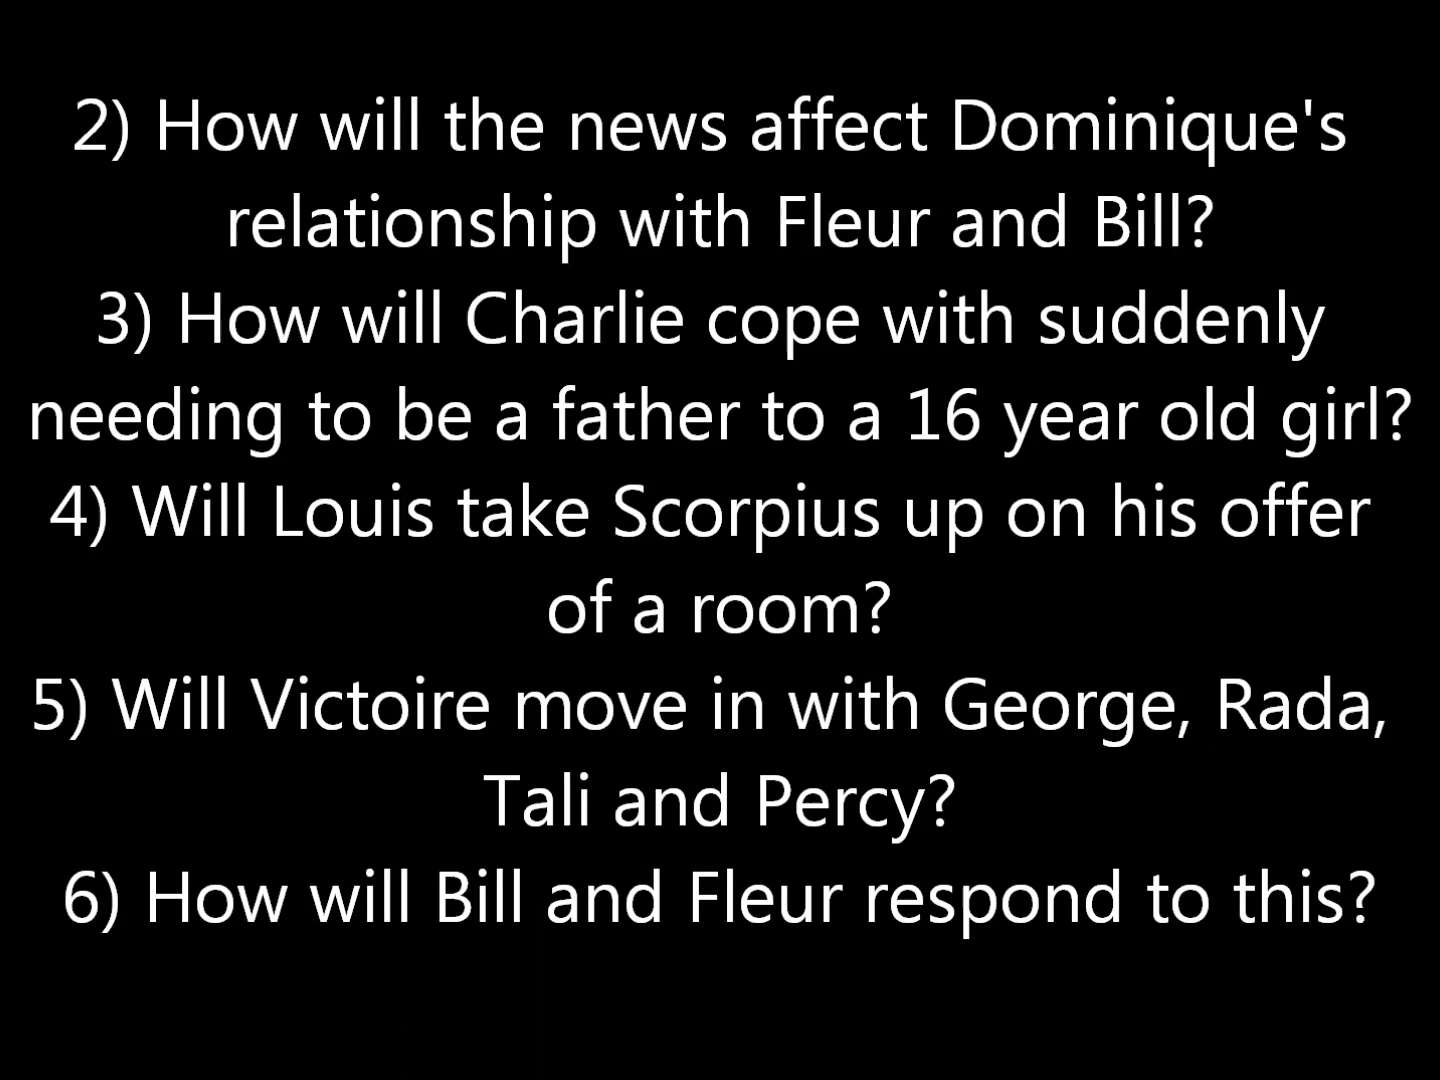 2) How will the news affect Dominique's
relationship with Fleur and Bill?
3) How will Charlie cope with suddenly
needing to be a father to a 16 year old girl?
4) Will Louis take Scorpius up on his offer
of a room?
5) Will Victoire move in with George, Rada,
Tali and Percy?
6) How will Bill and Fleur respond to this?